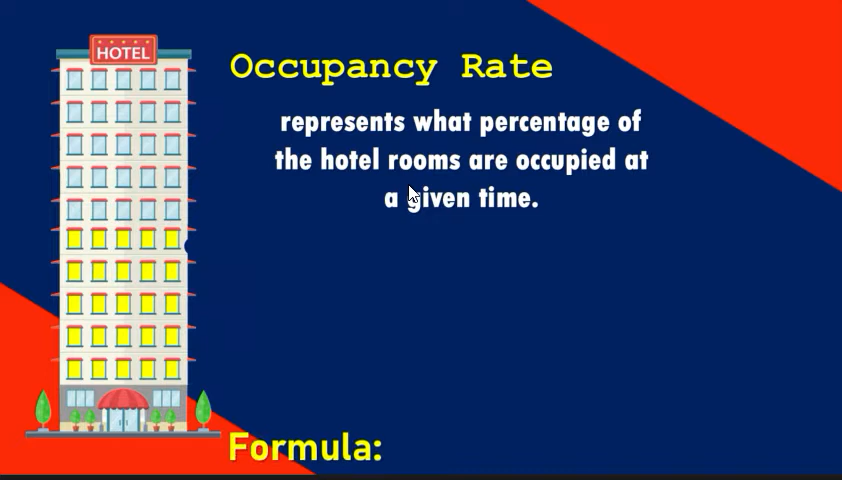 HOTEL
Occupancy Rate
represents what percentage of
the hotel rooms are occupied at
a given time.
Formula: